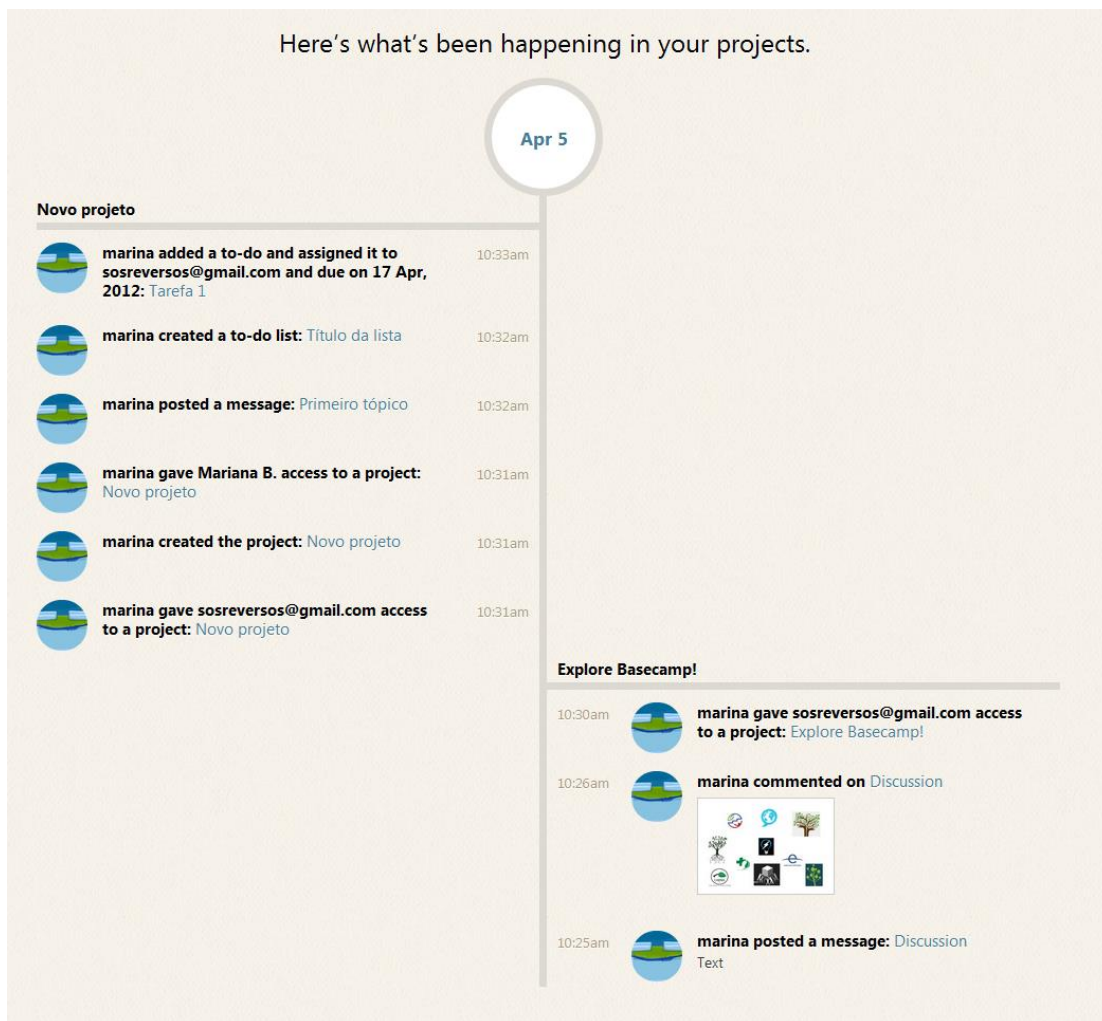 Here's what's been happening in your projects.
Apr 5
Novo projeto
marina added a to-do and assigned it to 10:33am
sosreversos@gmail.com and due on 17 Apr,
2012: Tarefa 1
marina created a to-do list: Título da lista 10:32am
marina posted a message: Primeiro tópico 10:32am
marina gave Mariana B. access to a project: 10:31am
Novo projeto
marina created the project: Novo projeto 10:31am
marina gave sosreversos@gmail.com access 10:31am
to a project: Novo projeto
Explore Basecamp!
10:30am marina gave sosreversos@gmail.com access
to a project: Explore Basecamp!
10:26am marina commented on Discussion
10:25am marina posted a message: Discussion
Text